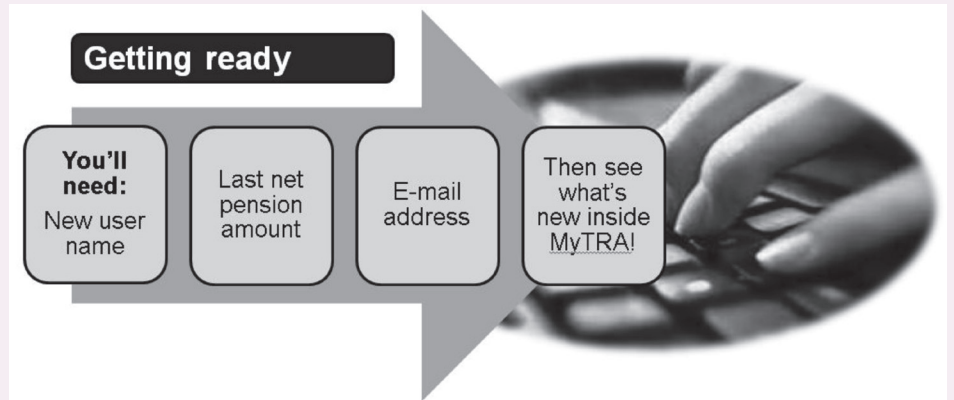 Getting ready
You'll
need:
New user
name
Last net
pension
amount
E-mail
address
Then see
what's
new inside
MyTRA!